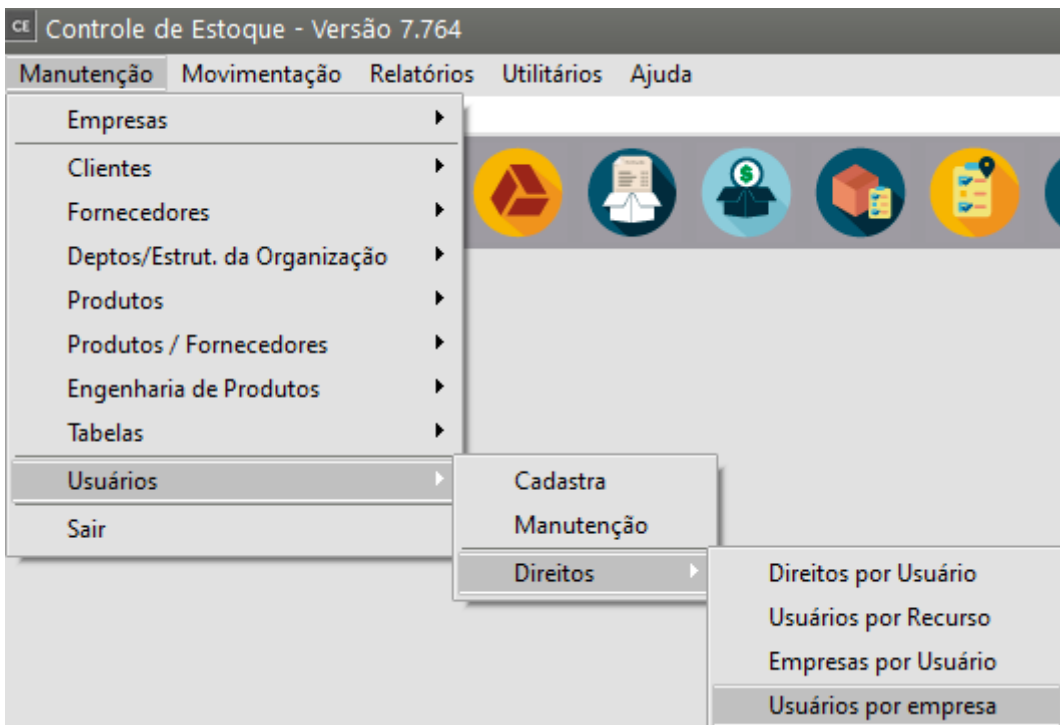 CE Controle de Estoque - Versão 7.764
Manutenção Movimentação Relatórios Utilitários Ajuda
Empresas
Clientes
Fornecedores
Deptos/Estrut. da Organização
Produtos
Produtos / Fornecedores
Engenharia de Produtos
Tabelas
Usuários
Sair
Cadastra
Manutenção
Direitos
Direitos por Usuário
Usuários por Recurso
Empresas por Usuário
Usuários por empresa